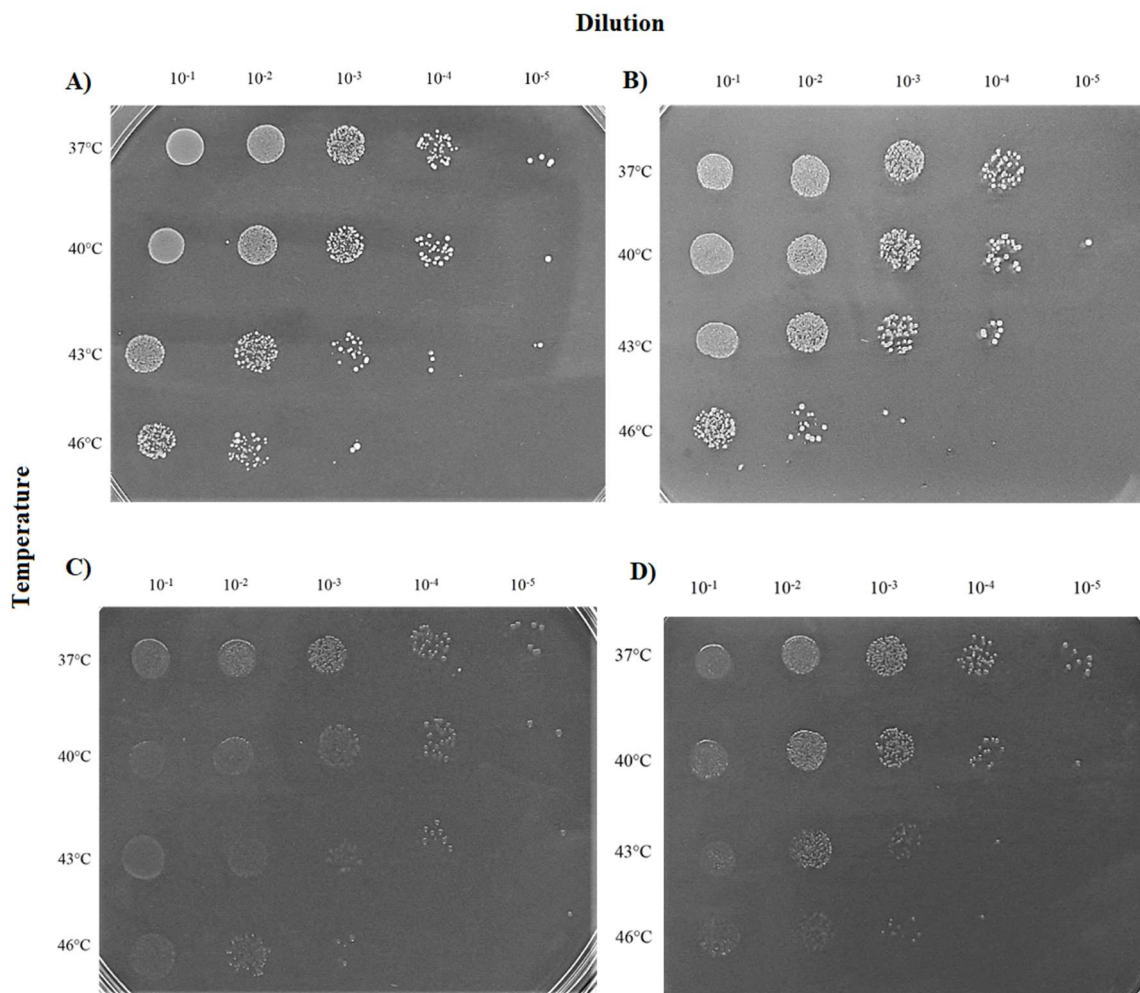 Dilution
A) 10⁻¹ 10⁻² 10⁻³ 10⁻⁴ 10⁻⁵
37°C
40°C
43°C
46°C
B) 10⁻¹ 10⁻² 10⁻³ 10⁻⁴ 10⁻⁵
37°C
40°C
43°C
46°C
Temperature
C) 10⁻¹ 10⁻² 10⁻³ 10⁻⁴ 10⁻⁵
37°C
40°C
43°C
46°C
D) 10⁻¹ 10⁻² 10⁻³ 10⁻⁴ 10⁻⁵
37°C
40°C
43°C
46°C